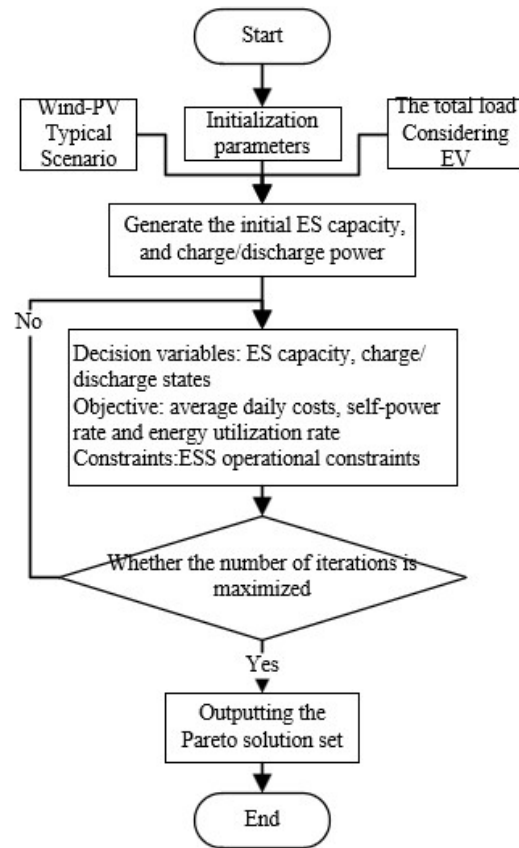 Start
Wind-PV
Typical
Scenario
Initialization
parameters
The total load
Considering
EV
Generate the initial ES capacity,
and charge/discharge power
No
Decision variables: ES capacity, charge/
discharge states
Objective: average daily costs, self-power
rate and energy utilization rate
Constraints:ESS operational constraints
Whether the number of iterations is
maximized
Yes
Outputting the
Pareto solution set
End